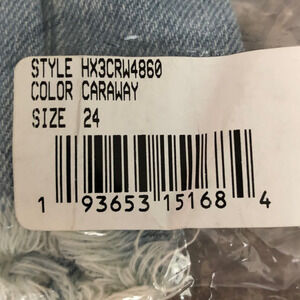 STYLE HX3CRW4860
COLOR CARAWAY
SIZE 24
1 93653 15168 4